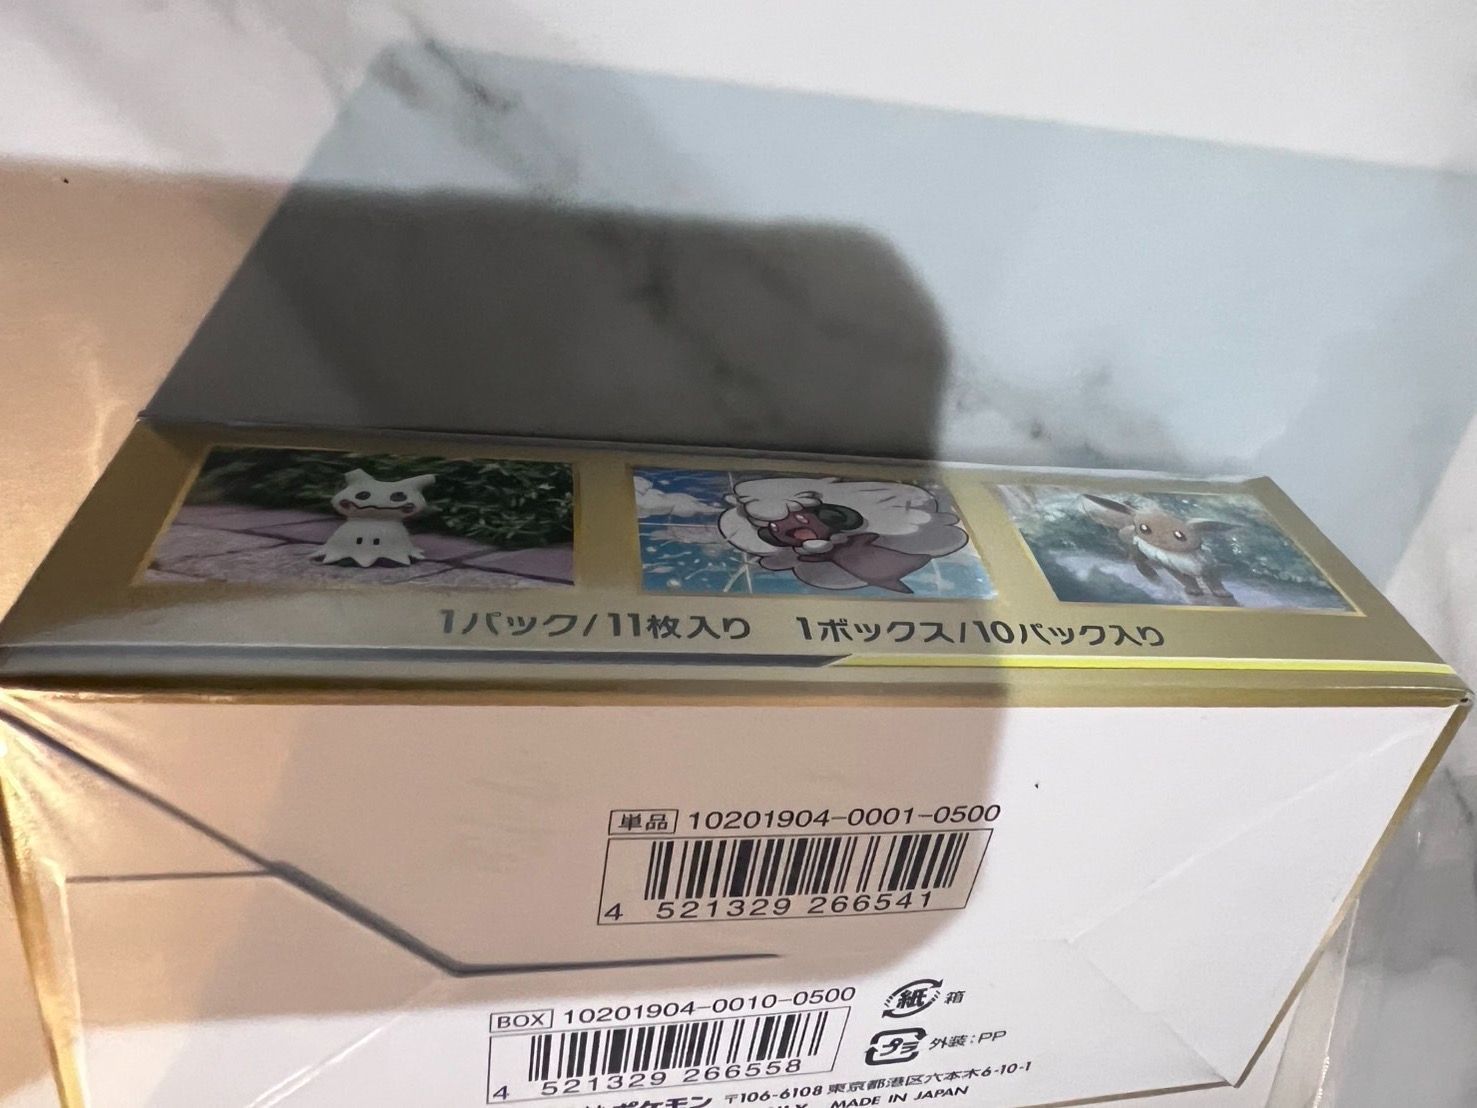 1パック/11枚入り 1ボックス/10パック入り
単品 10201904-0001-0500
4 521329 266541
BOX 10201904-0010-0500
4 521329 266558
紙 箱
プラ 外装:PP
ポケモン 〒106-6108 東京都港区六本木6-10-1
MADE IN JAPAN